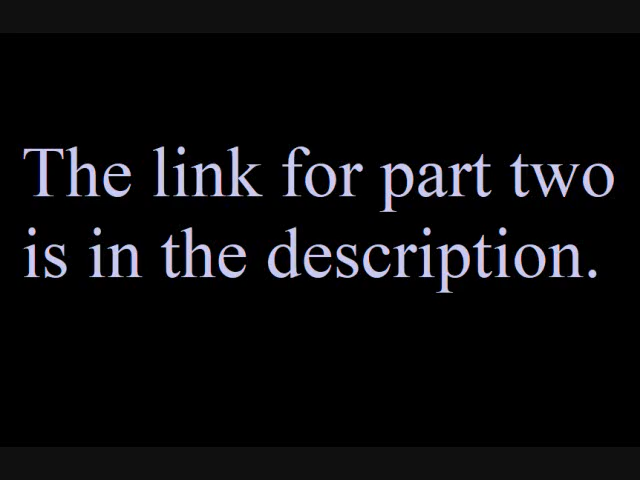 The link for part two
is in the description.